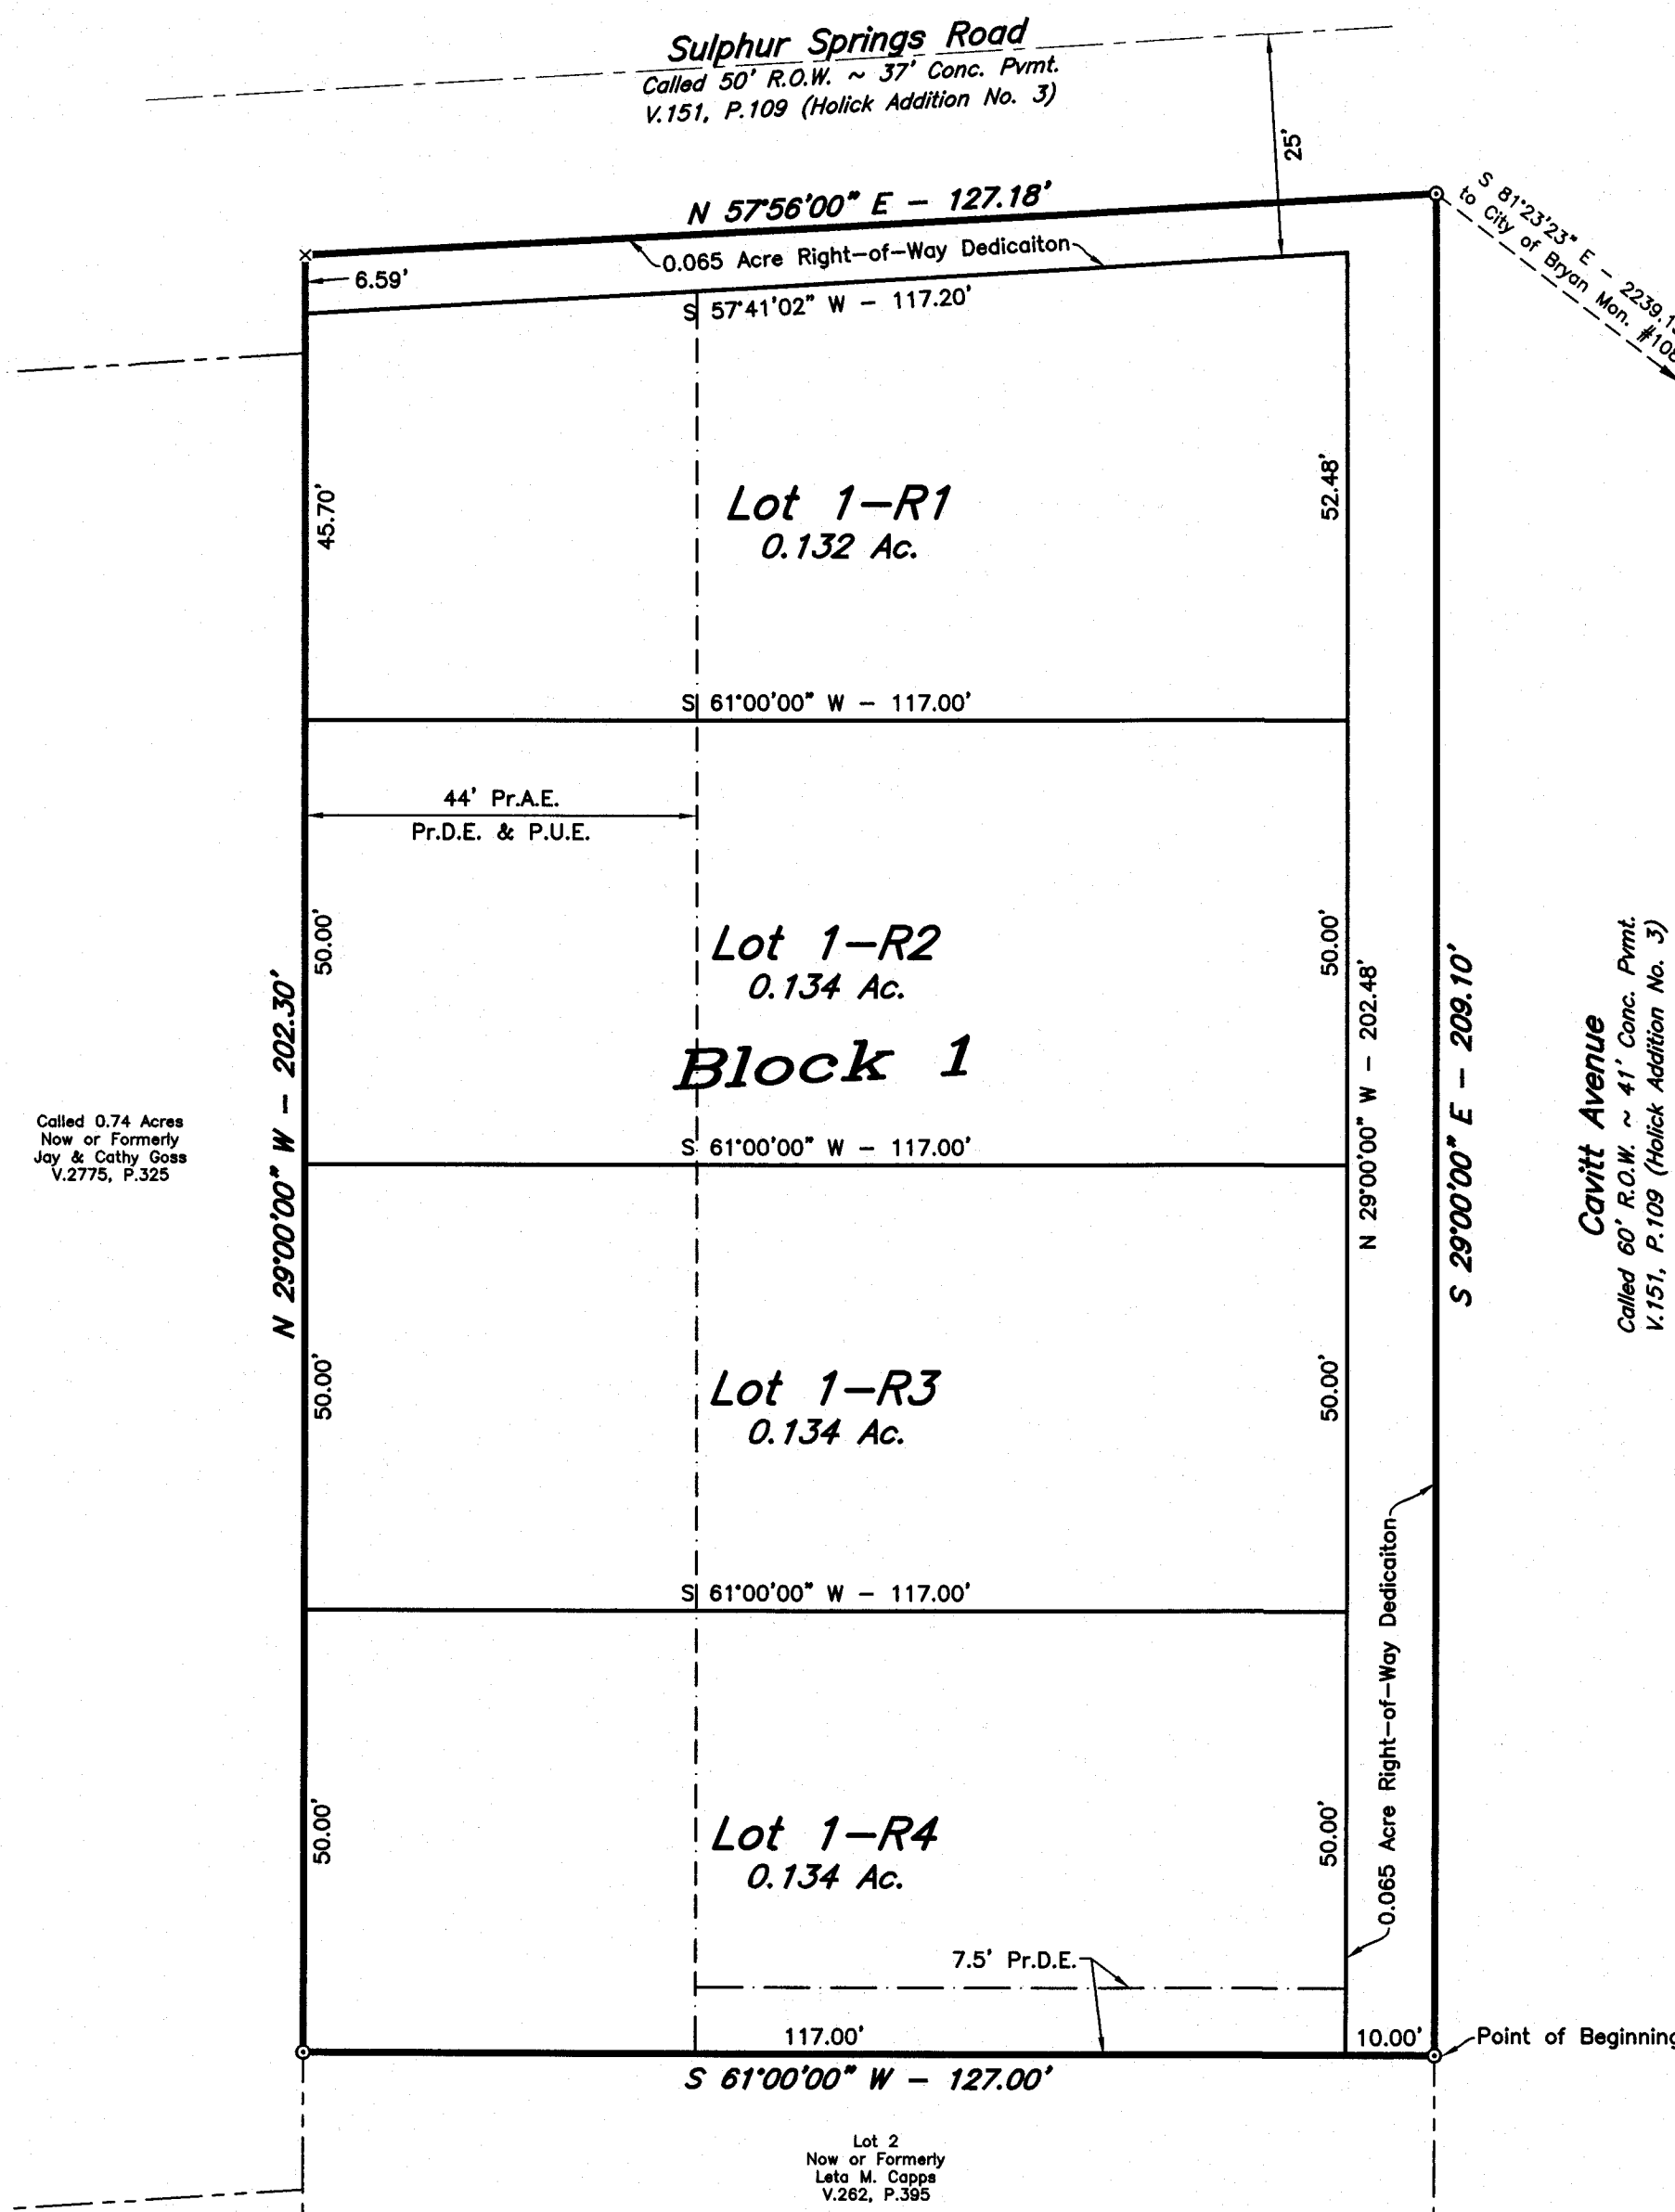 Sulphur Springs Road
Called 50' R.O.W. ~ 37' Conc. Pvmt.
V.151, P.109 (Holick Addition No. 3)
25'
N 57°56'00" E - 127.18'
S 81°23'23" E - 2239.1
to City of Bryan Mon. #10
0.065 Acre Right-of-Way Dedicaiton
6.59'
S 57°41'02" W - 117.20'
45.70'
Lot 1-R1
0.132 Ac.
52.48'
S 61°00'00" W - 117.00'
44' Pr.A.E.
Pr.D.E. & P.U.E.
50.00'
Lot 1-R2
0.134 Ac.
50.00'
Block 1
N 29°00'00" W - 202.30'
N 29°00'00" W - 202.48'
S 29°00'00" E - 209.10'
Cavitt Avenue
Called 60' R.O.W. ~ 41' Conc. Pvmt.
V.151, P.109 (Holick Addition No. 3)
Called 0.74 Acres
Now or Formerly
Jay & Cathy Goss
V.2775, P.325
S 61°00'00" W - 117.00'
50.00'
Lot 1-R3
0.134 Ac.
50.00'
S 61°00'00" W - 117.00'
0.065 Acre Right-of-Way Dedicaiton
50.00'
Lot 1-R4
0.134 Ac.
50.00'
7.5' Pr.D.E.
117.00'
10.00'
Point of Beginning
S 61°00'00" W - 127.00'
Lot 2
Now or Formerly
Leta M. Capps
V.262, P.395